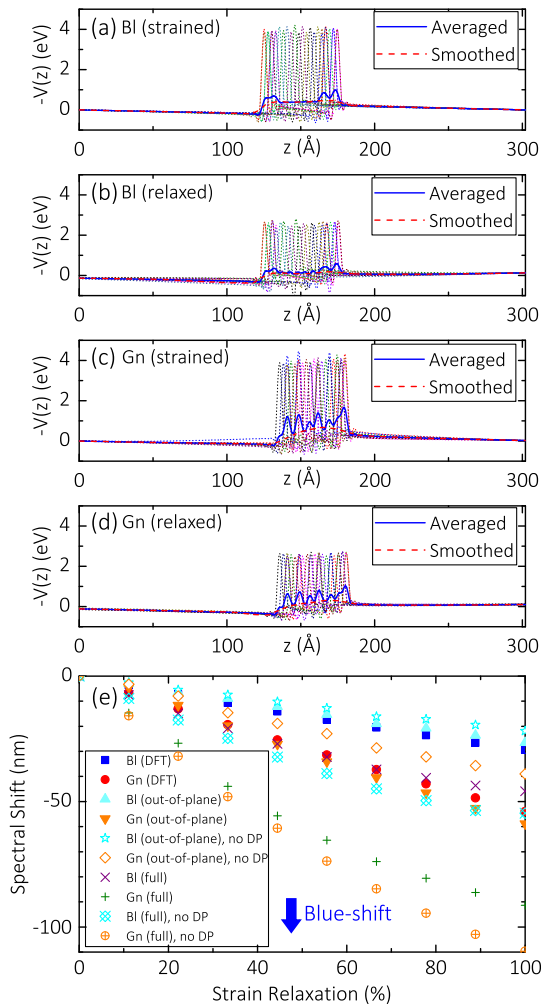 (a) Bl (strained)
Averaged
Smoothed
-V(z) (eV)
4
2
0
0
100
z (Å)
200
300
(b) Bl (relaxed)
Averaged
Smoothed
-V(z) (eV)
4
2
0
0
100
z (Å)
200
300
(c) Gn (strained)
Averaged
Smoothed
-V(z) (eV)
4
2
0
0
100
z (Å)
200
300
(d) Gn (relaxed)
Averaged
Smoothed
-V(z) (eV)
4
2
0
0
100
z (Å)
200
300
(e)
Spectral Shift (nm)
0
-50
-100
Bl (DFT)
Gn (DFT)
Bl (out-of-plane)
Gn (out-of-plane)
Bl (out-of-plane), no DP
Gn (out-of-plane), no DP
Bl (full)
Gn (full)
Bl (full), no DP
Gn (full), no DP
Blue-shift
0
20
40
60
80
100
Strain Relaxation (%)